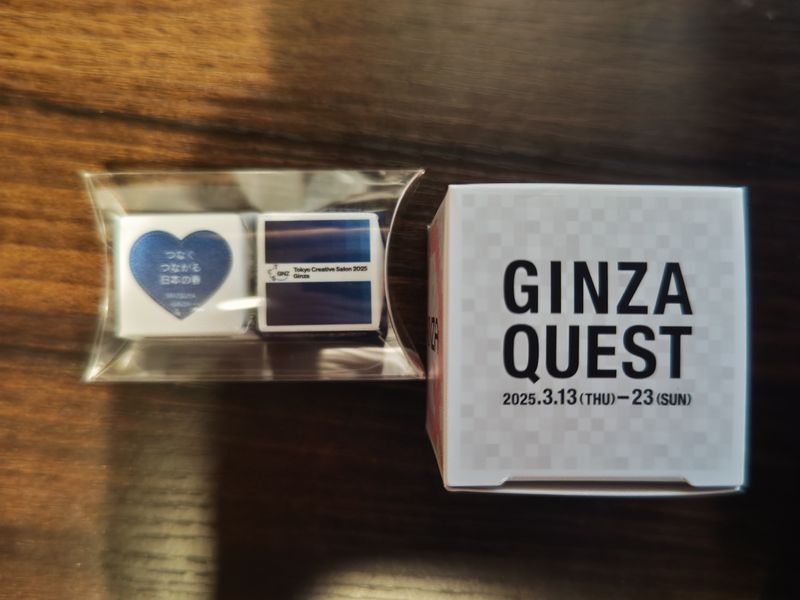 つなぐ
つながる
日本の春
GINZ
Tokyo Creative Salon 2025
Ginza
GINZA
QUEST
2025.3.13(THU)–23(SUN)